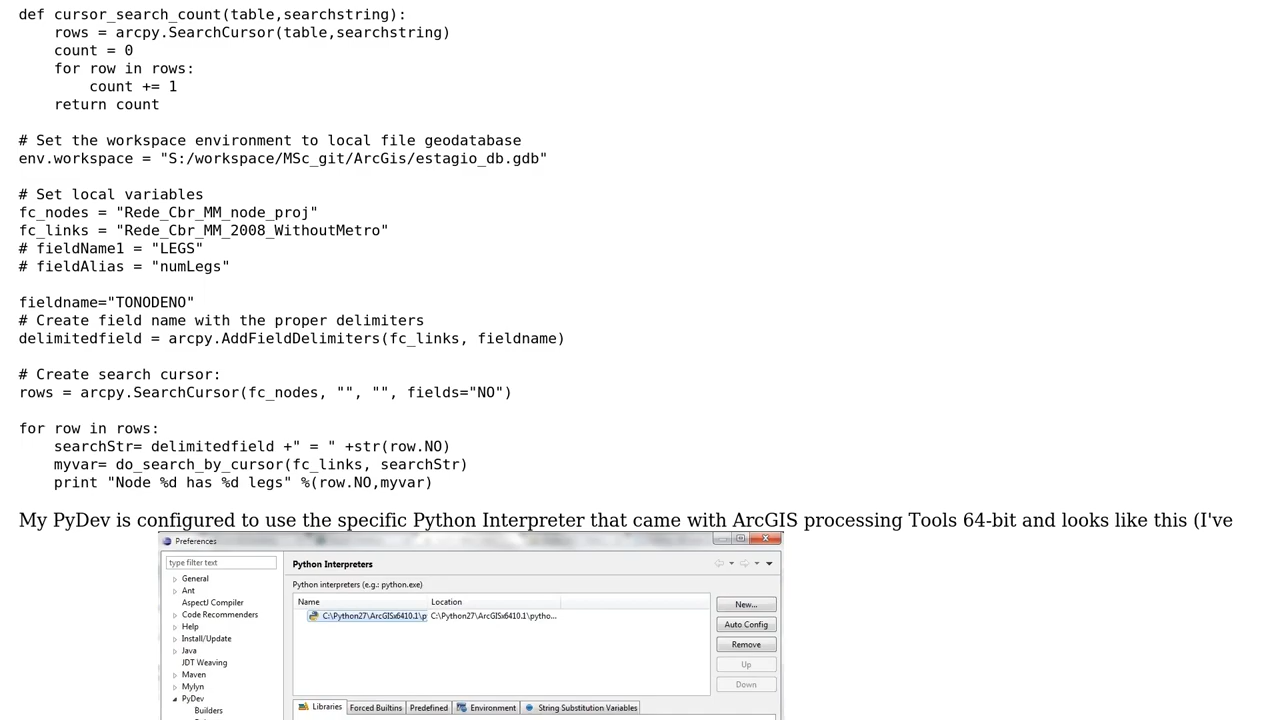 def cursor_search_count(table,searchstring):
    rows = arcpy.SearchCursor(table,searchstring)
    count = 0
    for row in rows:
        count += 1
    return count
# Set the workspace environment to local file geodatabase
env.workspace = "S:/workspace/MSc_git/ArcGis/estagio_db.gdb"
# Set local variables
fc_nodes = "Rede_Cbr_MM_node_proj"
fc_links = "Rede_Cbr_MM_2008_WithoutMetro"
# fieldName1 = "LEGS"
# fieldAlias = "numLegs"
fieldname="TONODENO"
# Create field name with the proper delimiters
delimitedfield = arcpy.AddFieldDelimiters(fc_links, fieldname)
# Create search cursor:
rows = arcpy.SearchCursor(fc_nodes, "", "", fields="NO")
for row in rows:
    searchStr= delimitedfield +" = " +str(row.NO)
    myvar= do_search_by_cursor(fc_links, searchStr)
    print "Node %d has %d legs" %(row.NO,myvar)
My PyDev is configured to use the specific Python Interpreter that came with ArcGIS processing Tools 64-bit and looks like this (I've
Preferences
type filter text
Python Interpreters
General
Python interpreters (e.g.: python.exe)
Ant
AspectJ Compiler
Name Location
New...
Code Recommenders
C:\Python27\ArcGISx6410.1\p C:\Python27\ArcGISx6410.1\pytho...
Help
Auto Config
Install/Update
Remove
Java
JDT Weaving
Up
Maven
Mylyn
Down
PyDev
Libraries Forced Builtins Predefined Environment String Substitution Variables
Builders